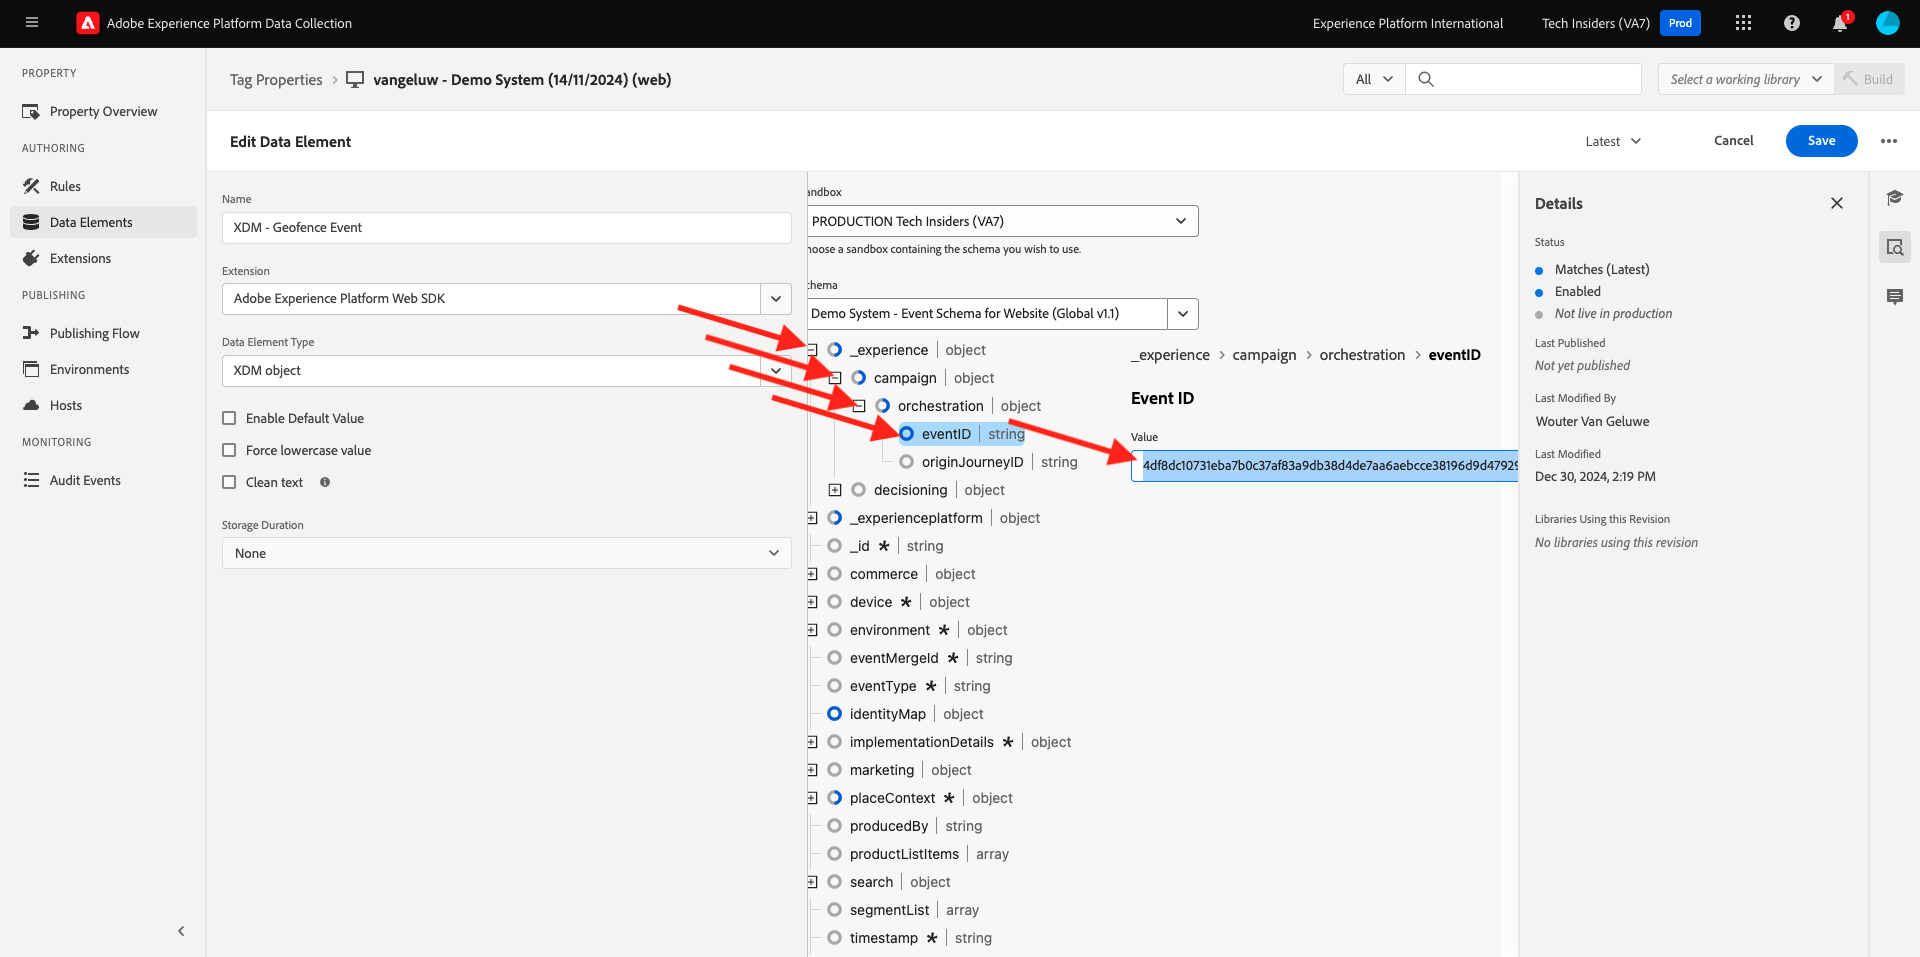 Adobe Experience Platform Data Collection
Experience Platform International
Tech Insiders (VA7)
Prod
1
PROPERTY
Property Overview
AUTHORING
Rules
Data Elements
Extensions
PUBLISHING
Publishing Flow
Environments
Hosts
MONITORING
Audit Events
Tag Properties
vangeluw - Demo System (14/11/2024) (web)
All
Select a working library
Build
Edit Data Element
Latest
Cancel
Save
Name
XDM - Geofence Event
Extension
Adobe Experience Platform Web SDK
Data Element Type
XDM object
Enable Default Value
Force lowercase value
Clean text
Storage Duration
None
andbox
PRODUCTION Tech Insiders (VA7)
hoose a sandbox containing the schema you wish to use.
hema
Demo System - Event Schema for Website (Global v1.1)
_experience | object
campaign | object
orchestration | object
eventID | string
originJourneyID | string
decisioning | object
_experienceplatform | object
_id * | string
commerce | object
device * | object
environment * | object
eventMergeId * | string
eventType * | string
identityMap | object
implementationDetails * | object
marketing | object
placeContext * | object
producedBy | string
productListItems | array
search | object
segmentList | array
timestamp * | string
_experience > campaign > orchestration > eventID
Event ID
Value
4df8dc10731eba7b0c37af83a9db38d4de7aa6aebcce38196d9d47929
Details
Status
Matches (Latest)
Enabled
Not live in production
Last Published
Not yet published
Last Modified By
Wouter Van Geluwe
Last Modified
Dec 30, 2024, 2:19 PM
Libraries Using this Revision
No libraries using this revision